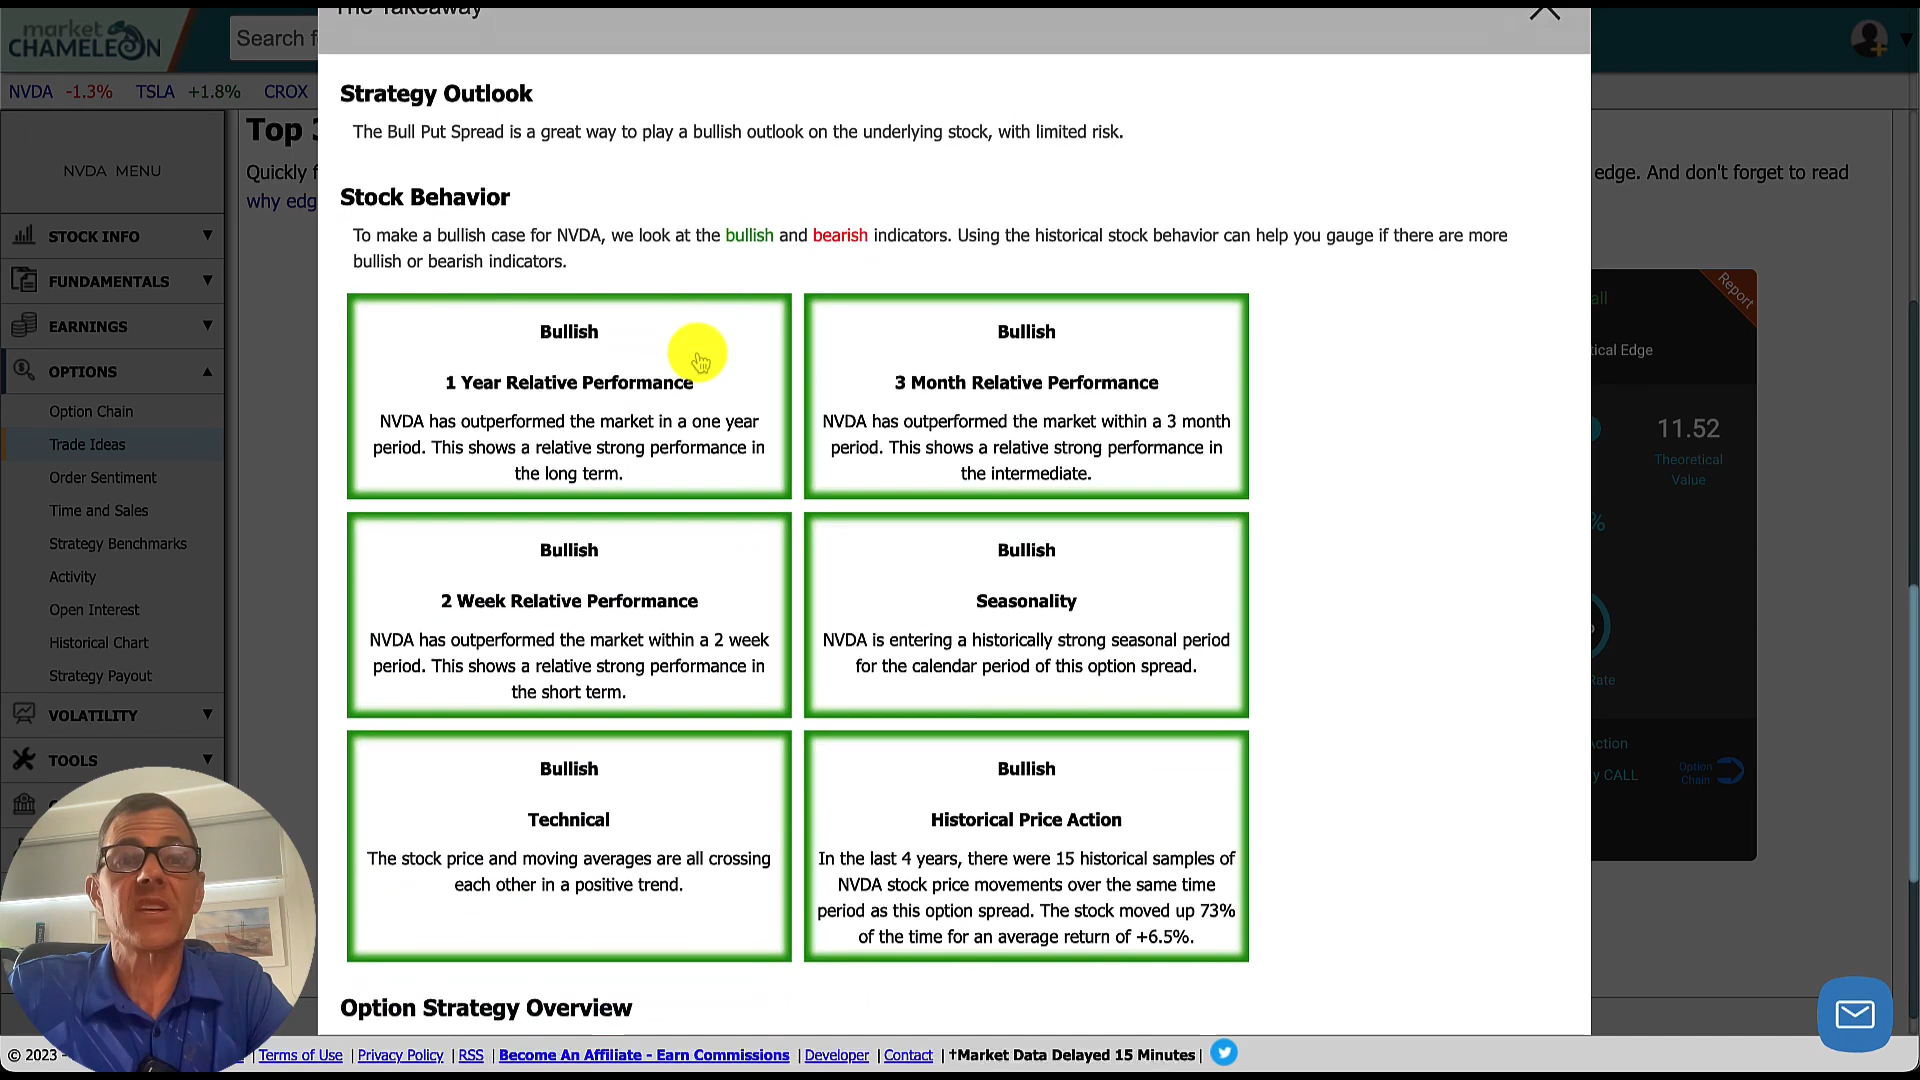 The Takeaway
market
CHAMELEON
Search f
NVDA -1.3% TSLA +1.8% CROX
Strategy Outlook
The Bull Put Spread is a great way to play a bullish outlook on the underlying stock, with limited risk.
Top 3
Quickly f
edge. And don't forget to read
why edg
NVDA MENU
STOCK INFO
FUNDAMENTALS
EARNINGS
OPTIONS
Option Chain
Trade Ideas
Order Sentiment
Time and Sales
Strategy Benchmarks
Activity
Open Interest
Historical Chart
Strategy Payout
VOLATILITY
TOOLS
Stock Behavior
To make a bullish case for NVDA, we look at the bullish and bearish indicators. Using the historical stock behavior can help you gauge if there are more
bullish or bearish indicators.
Bullish
1 Year Relative Performance
NVDA has outperformed the market in a one year
period. This shows a relative strong performance in
the long term.
Bullish
3 Month Relative Performance
NVDA has outperformed the market within a 3 month
period. This shows a relative strong performance in
the intermediate.
Bullish
2 Week Relative Performance
NVDA has outperformed the market within a 2 week
period. This shows a relative strong performance in
the short term.
Bullish
Seasonality
NVDA is entering a historically strong seasonal period
for the calendar period of this option spread.
Bullish
Technical
The stock price and moving averages are all crossing
each other in a positive trend.
Bullish
Historical Price Action
In the last 4 years, there were 15 historical samples of
NVDA stock price movements over the same time
period as this option spread. The stock moved up 73%
of the time for an average return of +6.5%.
Option Strategy Overview
all
Report
tical Edge
11.52
Theoretical
Value
%
Rate
Action
y CALL
Option
Chain
© 2023
Terms of Use | Privacy Policy | RSS | Become An Affiliate - Earn Commissions | Developer | Contact | †Market Data Delayed 15 Minutes |